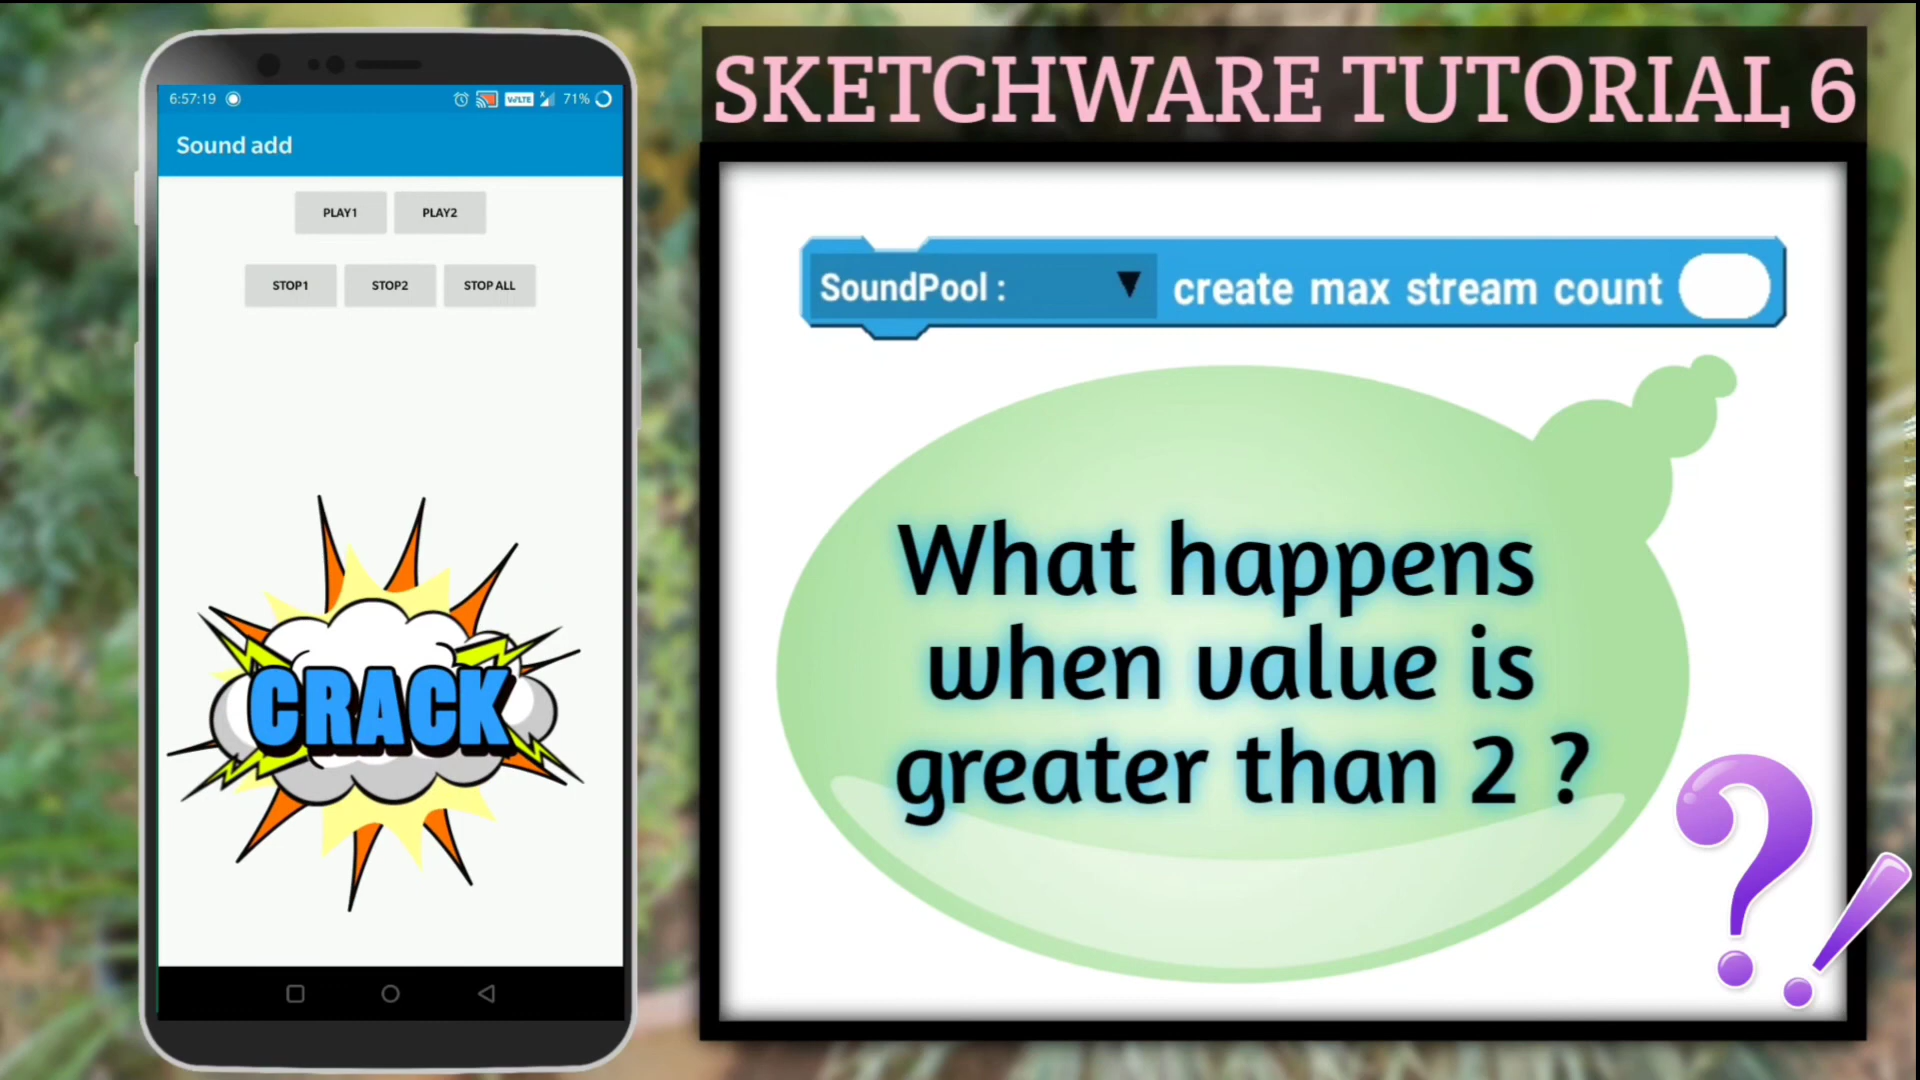 SKETCHWARE TUTORIAL 6
6:57:19 VoLTE x 71%
Sound add
PLAY1 PLAY2
STOP1 STOP2 STOP ALL
CRACK
SoundPool : ▼ create max stream count
What happens
when value is
greater than 2 ?